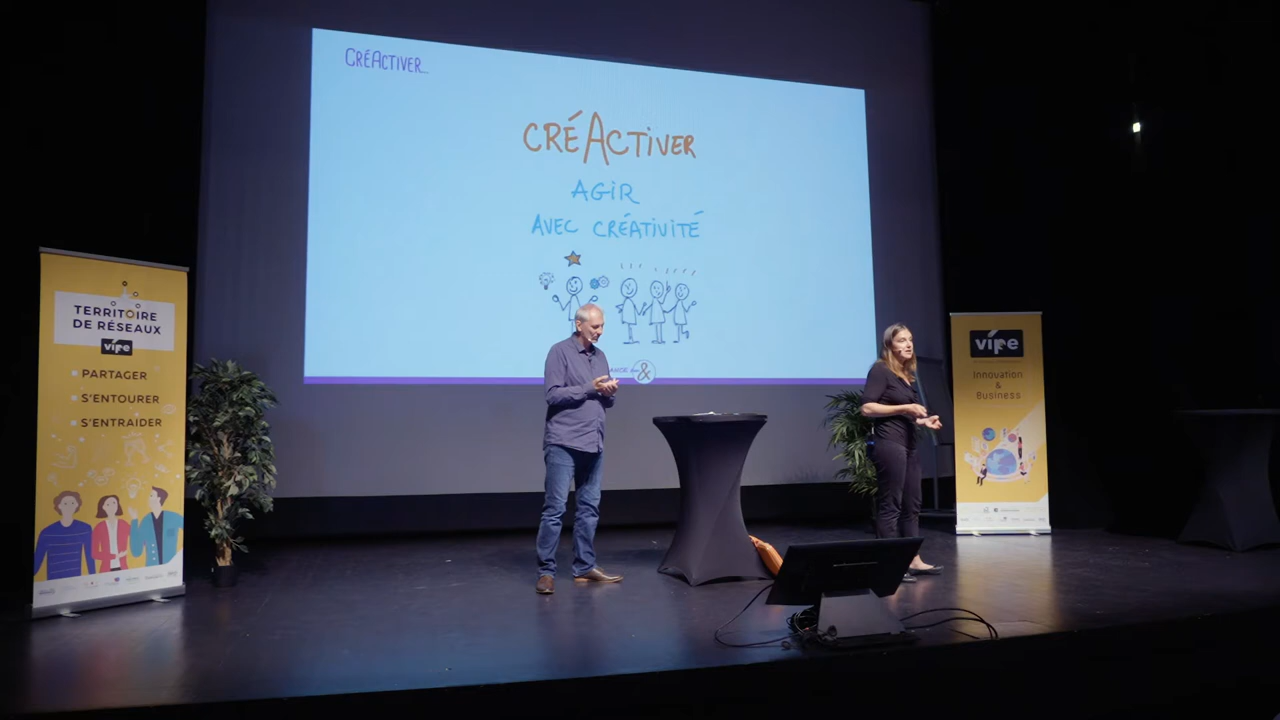 CRÉACTIVER...
CRÉACTIVER
AGIR
AVEC CRÉATIVITÉ
&
TERRITOIRE
DE RÉSEAUX
vipe
PARTAGER
S'ENTOURER
S'ENTRAIDER
vipe
Innovation
&
Business